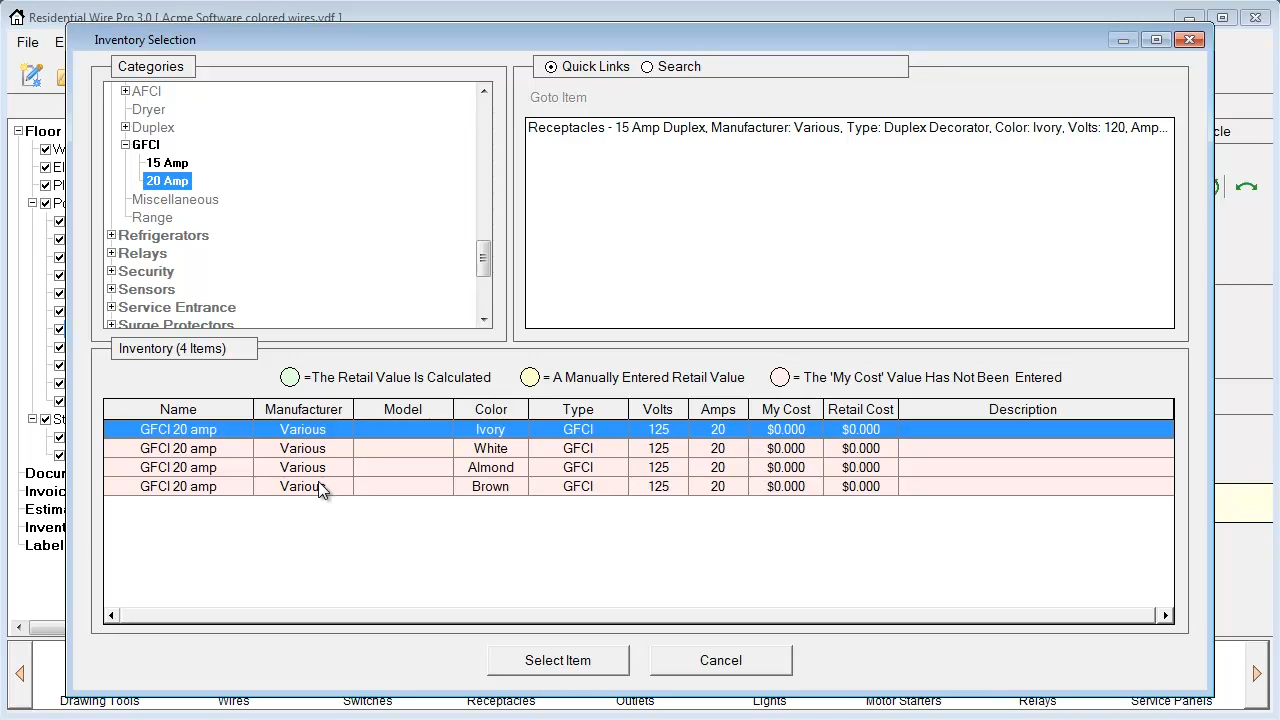 Residential Wire Pro 3.0 [ Acme Software colored wires.vdf ]
File
Inventory Selection
Categories
AFCI
Dryer
Duplex
GFCI
15 Amp
20 Amp
Miscellaneous
Range
Refrigerators
Relays
Security
Sensors
Service Entrance
Surge Protectors
Quick Links Search
Goto Item
Receptacles - 15 Amp Duplex, Manufacturer: Various, Type: Duplex Decorator, Color: Ivory, Volts: 120, Amp...
Floor
Inventory (4 Items)
=The Retail Value Is Calculated = A Manually Entered Retail Value = The 'My Cost' Value Has Not Been Entered
Name Manufacturer Model Color Type Volts Amps My Cost Retail Cost Description
GFCI 20 amp Various Ivory GFCI 125 20 $0.000 $0.000
GFCI 20 amp Various White GFCI 125 20 $0.000 $0.000
GFCI 20 amp Various Almond GFCI 125 20 $0.000 $0.000
GFCI 20 amp Various Brown GFCI 125 20 $0.000 $0.000
Select Item Cancel
Drawing Tools Wires Switches Receptacles Outlets Lights Motor Starters Relays Service Panels